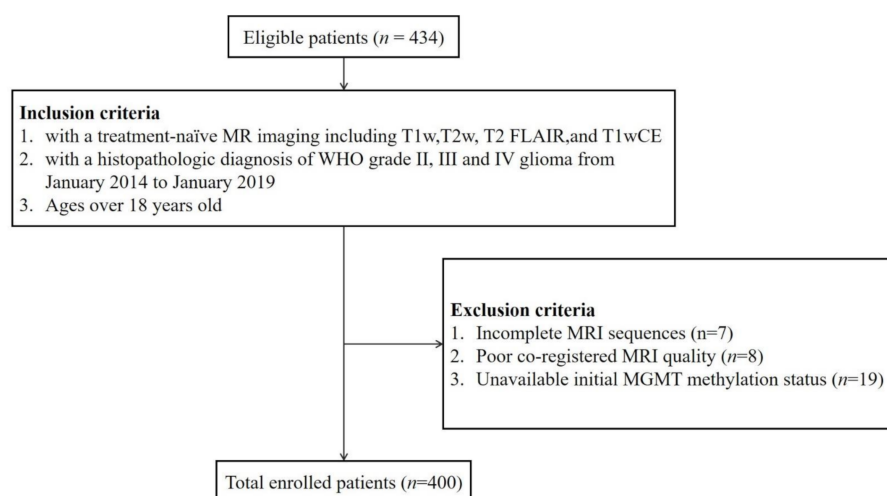 Eligible patients (n = 434)
Inclusion criteria
1. with a treatment-naïve MR imaging including T1w,T2w, T2 FLAIR,and T1wCE
2. with a histopathologic diagnosis of WHO grade II, III and IV glioma from
January 2014 to January 2019
3. Ages over 18 years old
Exclusion criteria
1. Incomplete MRI sequences (n=7)
2. Poor co-registered MRI quality (n=8)
3. Unavailable initial MGMT methylation status (n=19)
Total enrolled patients (n=400)